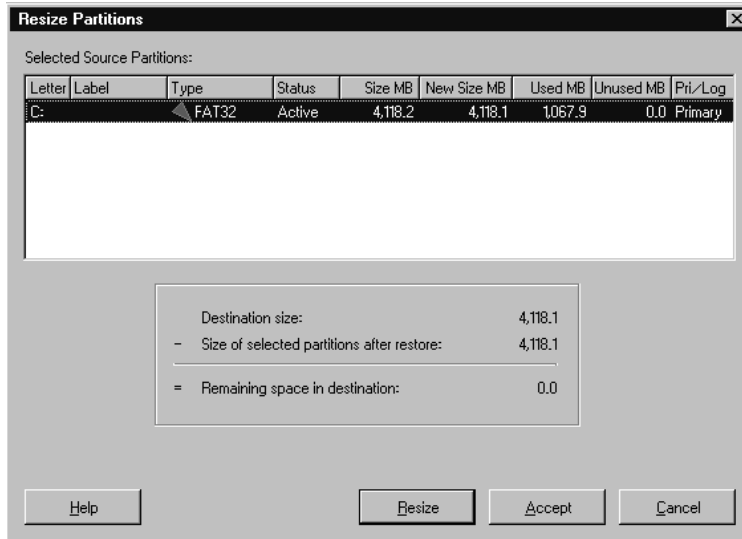 Resize Partitions
Selected Source Partitions:
Letter Label Type Status Size MB New Size MB Used MB Unused MB Pri/Log
C: FAT32 Active 4,118.2 4,118.1 1,067.9 0.0 Primary
Destination size: 4,118.1
- Size of selected partitions after restore: 4,118.1
= Remaining space in destination: 0.0
Help Resize Accept Cancel